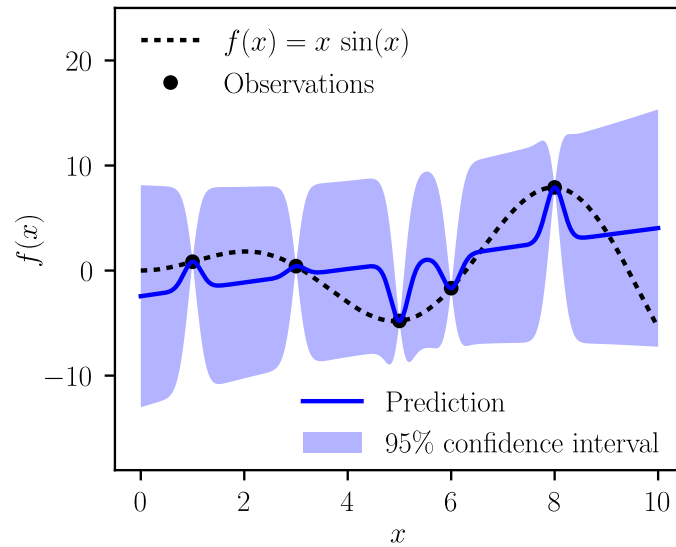 f(x) = x sin(x)
Observations
20
10
0
−10
f(x)
Prediction
95% confidence interval
0 2 4 6 8 10
x